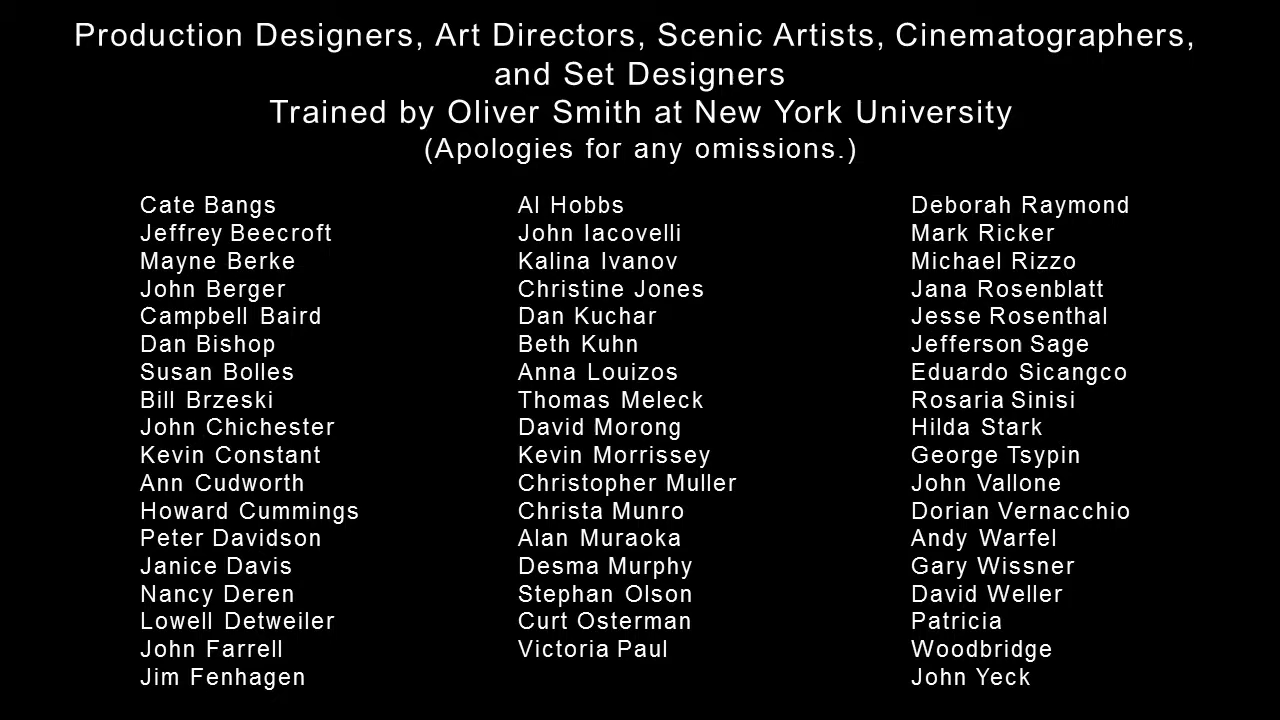 Production Designers, Art Directors, Scenic Artists, Cinematographers,
and Set Designers
Trained by Oliver Smith at New York University
(Apologies for any omissions.)
Cate Bangs
Jeffrey Beecroft
Mayne Berke
John Berger
Campbell Baird
Dan Bishop
Susan Bolles
Bill Brzeski
John Chichester
Kevin Constant
Ann Cudworth
Howard Cummings
Peter Davidson
Janice Davis
Nancy Deren
Lowell Detweiler
John Farrell
Jim Fenhagen
Al Hobbs
John Iacovelli
Kalina Ivanov
Christine Jones
Dan Kuchar
Beth Kuhn
Anna Louizos
Thomas Meleck
David Morong
Kevin Morrissey
Christopher Muller
Christa Munro
Alan Muraoka
Desma Murphy
Stephan Olson
Curt Osterman
Victoria Paul
Deborah Raymond
Mark Ricker
Michael Rizzo
Jana Rosenblatt
Jesse Rosenthal
Jefferson Sage
Eduardo Sicangco
Rosaria Sinisi
Hilda Stark
George Tsypin
John Vallone
Dorian Vernacchio
Andy Warfel
Gary Wissner
David Weller
Patricia
Woodbridge
John Yeck